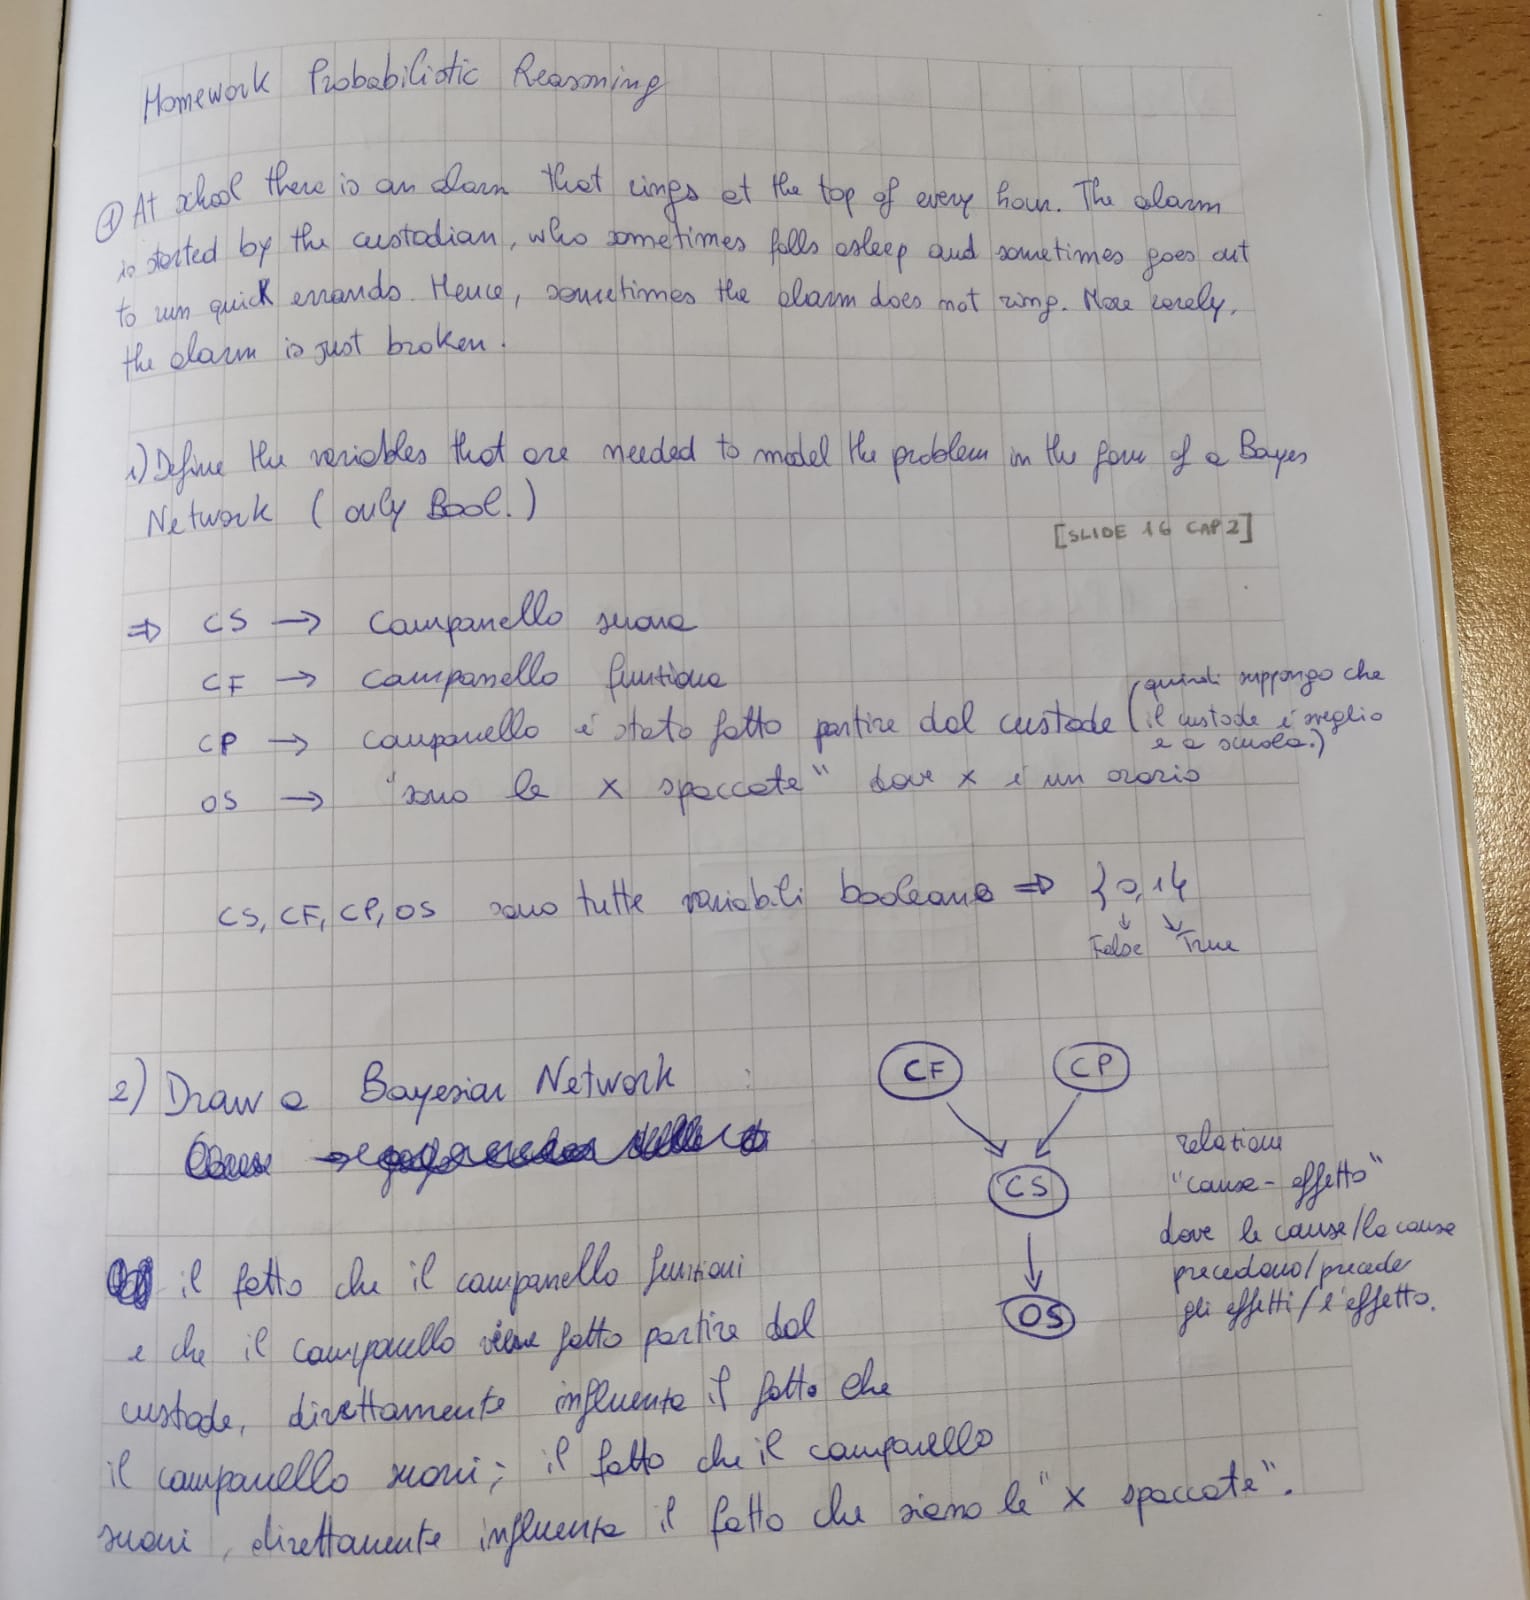 Homework Probabilistic Reasoning
① At school there is an alarm that rings at the top of every hour. The alarm
is started by the custodian, who sometimes falls asleep and sometimes goes out
to run quick errands. Hence, sometimes the alarm does not ring. More rarely,
the alarm is just broken.
1) Define the variables that are needed to model the problem in the form of a Bayes
Network (only Bool.)
[SLIDE 16 CAP 2]
⇒ CS → campanello suona
CF → campanello funziona
CP → campanello è stato fatto partire dal custode (quindi suppongo che
il custode è sveglio
e a scuola.)
OS → "sono le x spaccate" dove x è un orario
CS, CF, CP, OS sono tutte variabili booleane ⇒ {0,1}
↓ ↘
False True
2) Draw a Bayesian Network :
CF CP
CS
OS
relazione
"cause-effetto"
dove le cause/la causa
precedono/precede
gli effetti/l'effetto.
il fatto che il campanello funzioni
e che il campanello viene fatto partire dal
custode, direttamente influenza il fatto che
il campanello suoni; il fatto che il campanello
suoni, direttamente influenza il fatto che siano le "x spaccate".